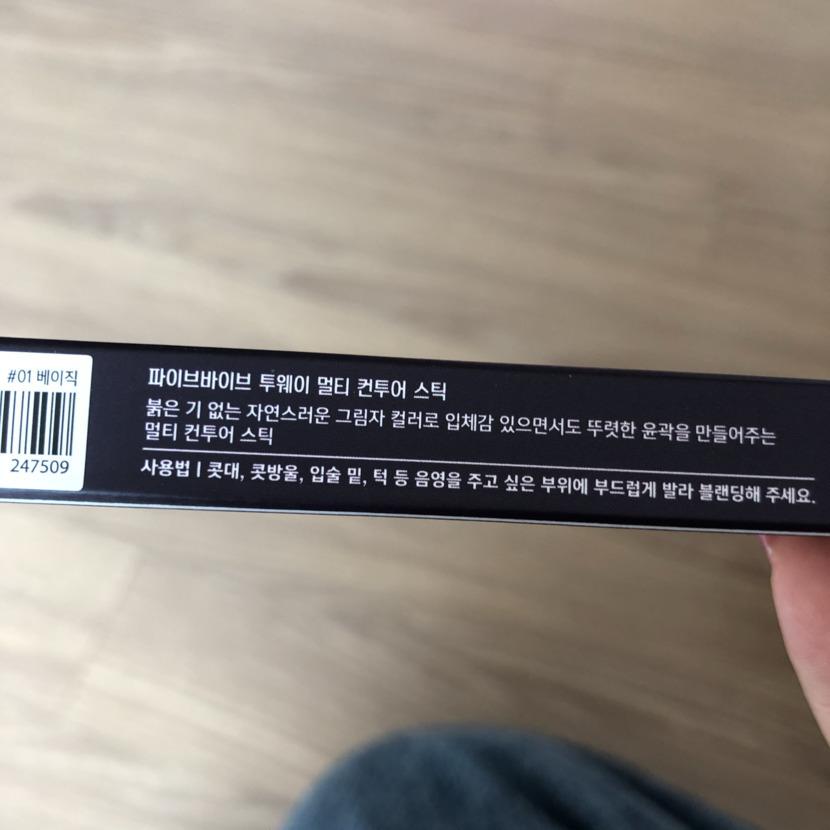 #01 베이직
247509
파이브바이브 투웨이 멀티 컨투어 스틱
붉은 기 없는 자연스러운 그림자 컬러로 입체감 있으면서도 뚜렷한 윤곽을 만들어주는
멀티 컨투어 스틱
사용법 | 콧대, 콧방울, 입술 밑, 턱 등 음영을 주고 싶은 부위에 부드럽게 발라 블랜딩해 주세요.